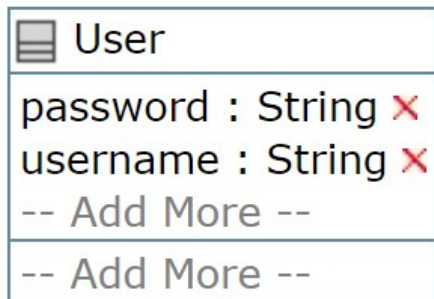 User
password : String
username : String
-- Add More --
-- Add More --